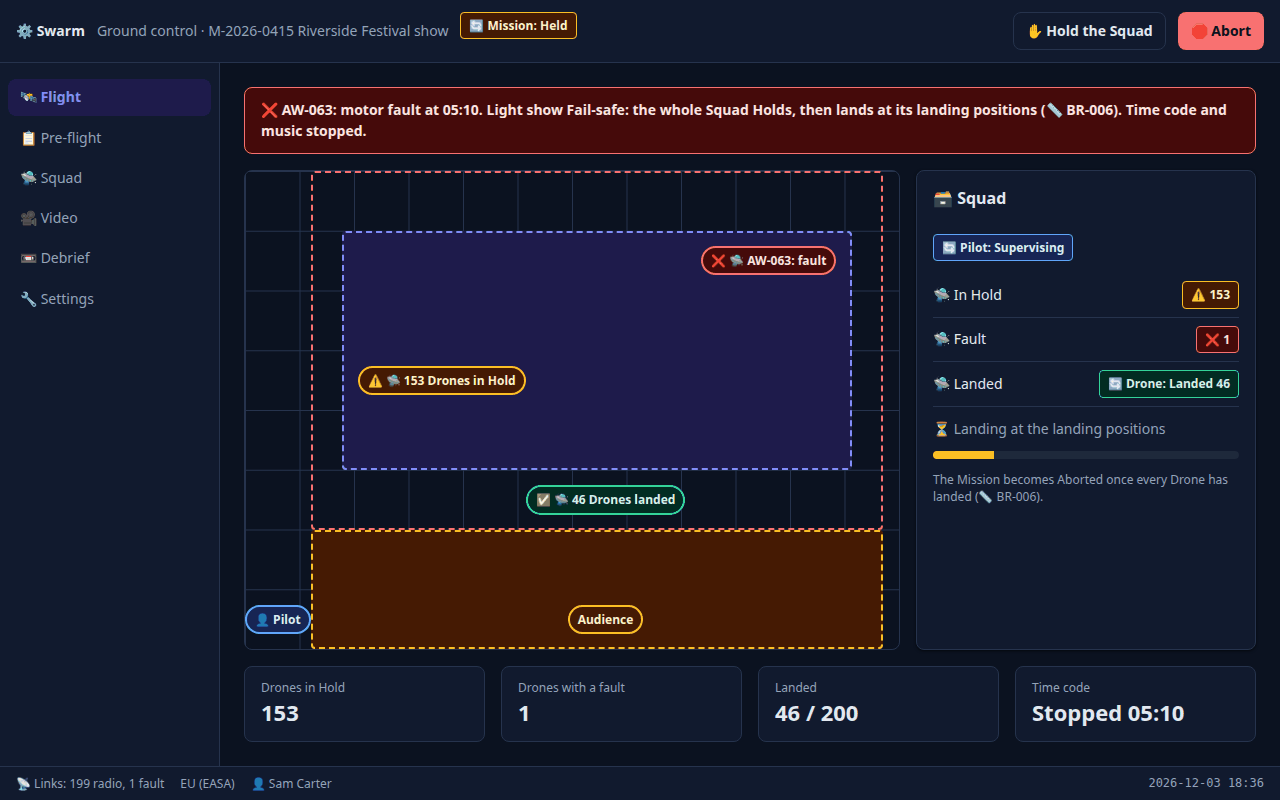 Swarm
Ground control · M-2026-0415 Riverside Festival show
Mission: Held
Hold the Squad
Abort
Flight
Pre-flight
Squad
Video
Debrief
Settings
AW-063: motor fault at 05:10. Light show Fail-safe: the whole Squad Holds, then lands at its landing positions (BR-006). Time code and
music stopped.
AW-063: fault
153 Drones in Hold
46 Drones landed
Pilot
Audience
Squad
Pilot: Supervising
In Hold
153
Fault
1
Landed
Drone: Landed 46
Landing at the landing positions
The Mission becomes Aborted once every Drone has
landed (BR-006).
Drones in Hold
153
Drones with a fault
1
Landed
46 / 200
Time code
Stopped 05:10
Links: 199 radio, 1 fault
EU (EASA)
Sam Carter
2026-12-03 18:36